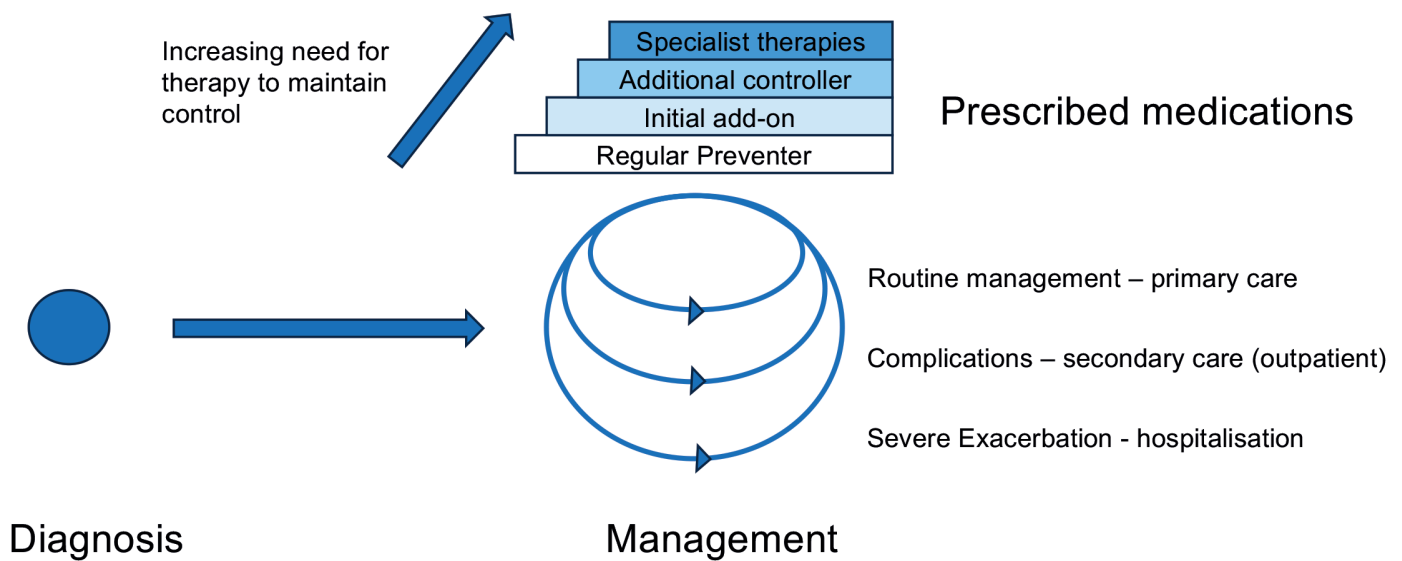 Increasing need for
therapy to maintain
control
Specialist therapies
Additional controller
Initial add-on
Regular Preventer
Prescribed medications
Routine management – primary care
Complications – secondary care (outpatient)
Severe Exacerbation - hospitalisation
Diagnosis
Management